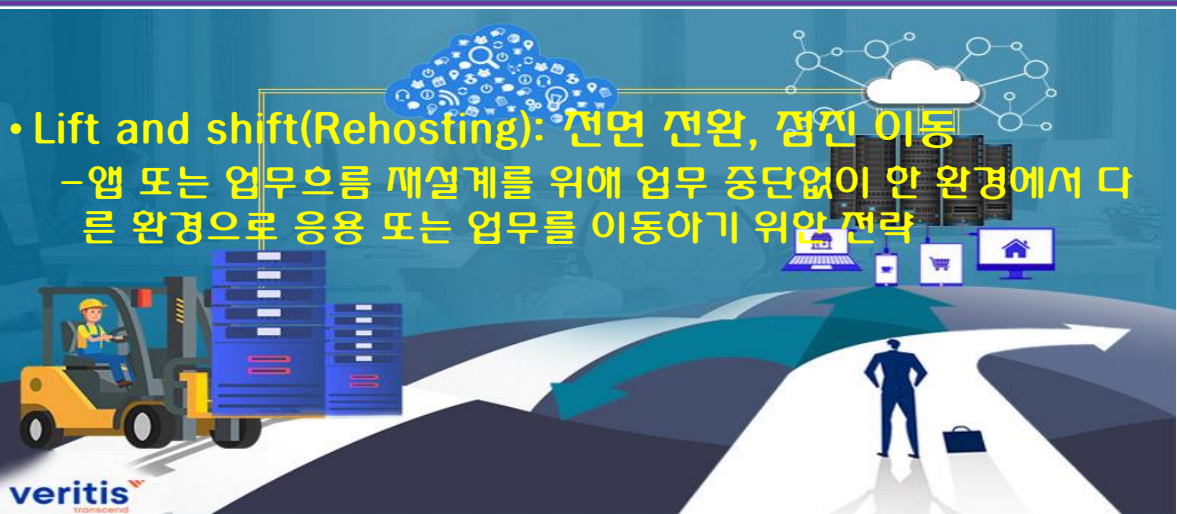 • Lift and shift(Rehosting): 전면 전환, 점진 이동
-앱 또는 업무흐름 재설계를 위해 업무 중단없이 한 환경에서 다
른 환경으로 응용 또는 업무를 이동하기 위한 전략
veritis
transcend